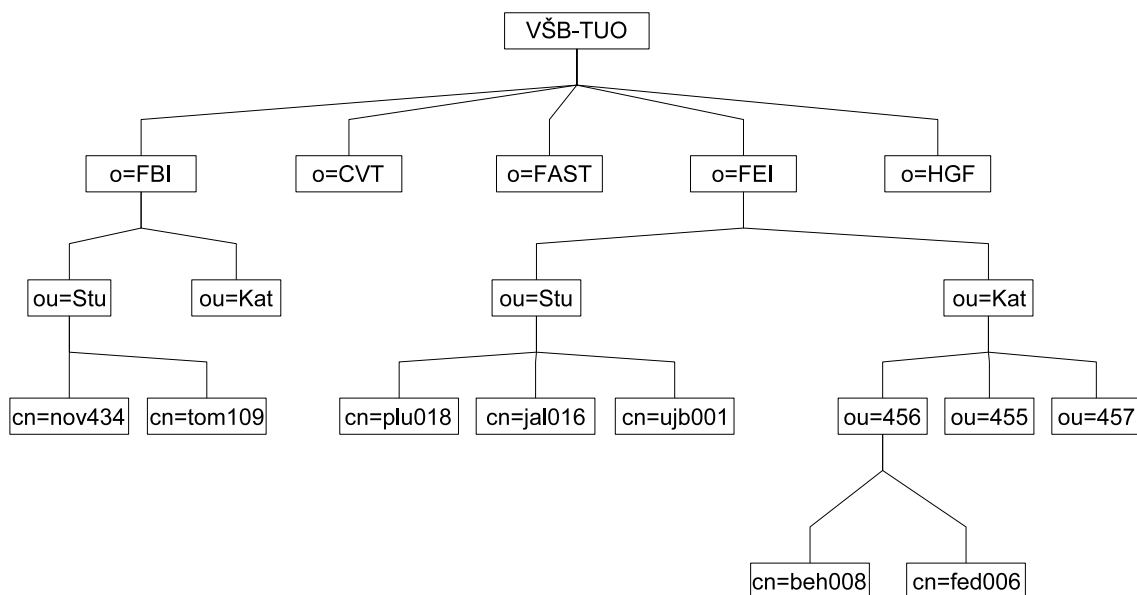 VŠB-TUO
o=FBI
o=CVT
o=FAST
o=FEI
o=HGF
ou=Stu
ou=Kat
ou=Stu
ou=Kat
cn=nov434
cn=tom109
cn=plu018
cn=jal016
cn=ujb001
ou=456
ou=455
ou=457
cn=beh008
cn=fed006